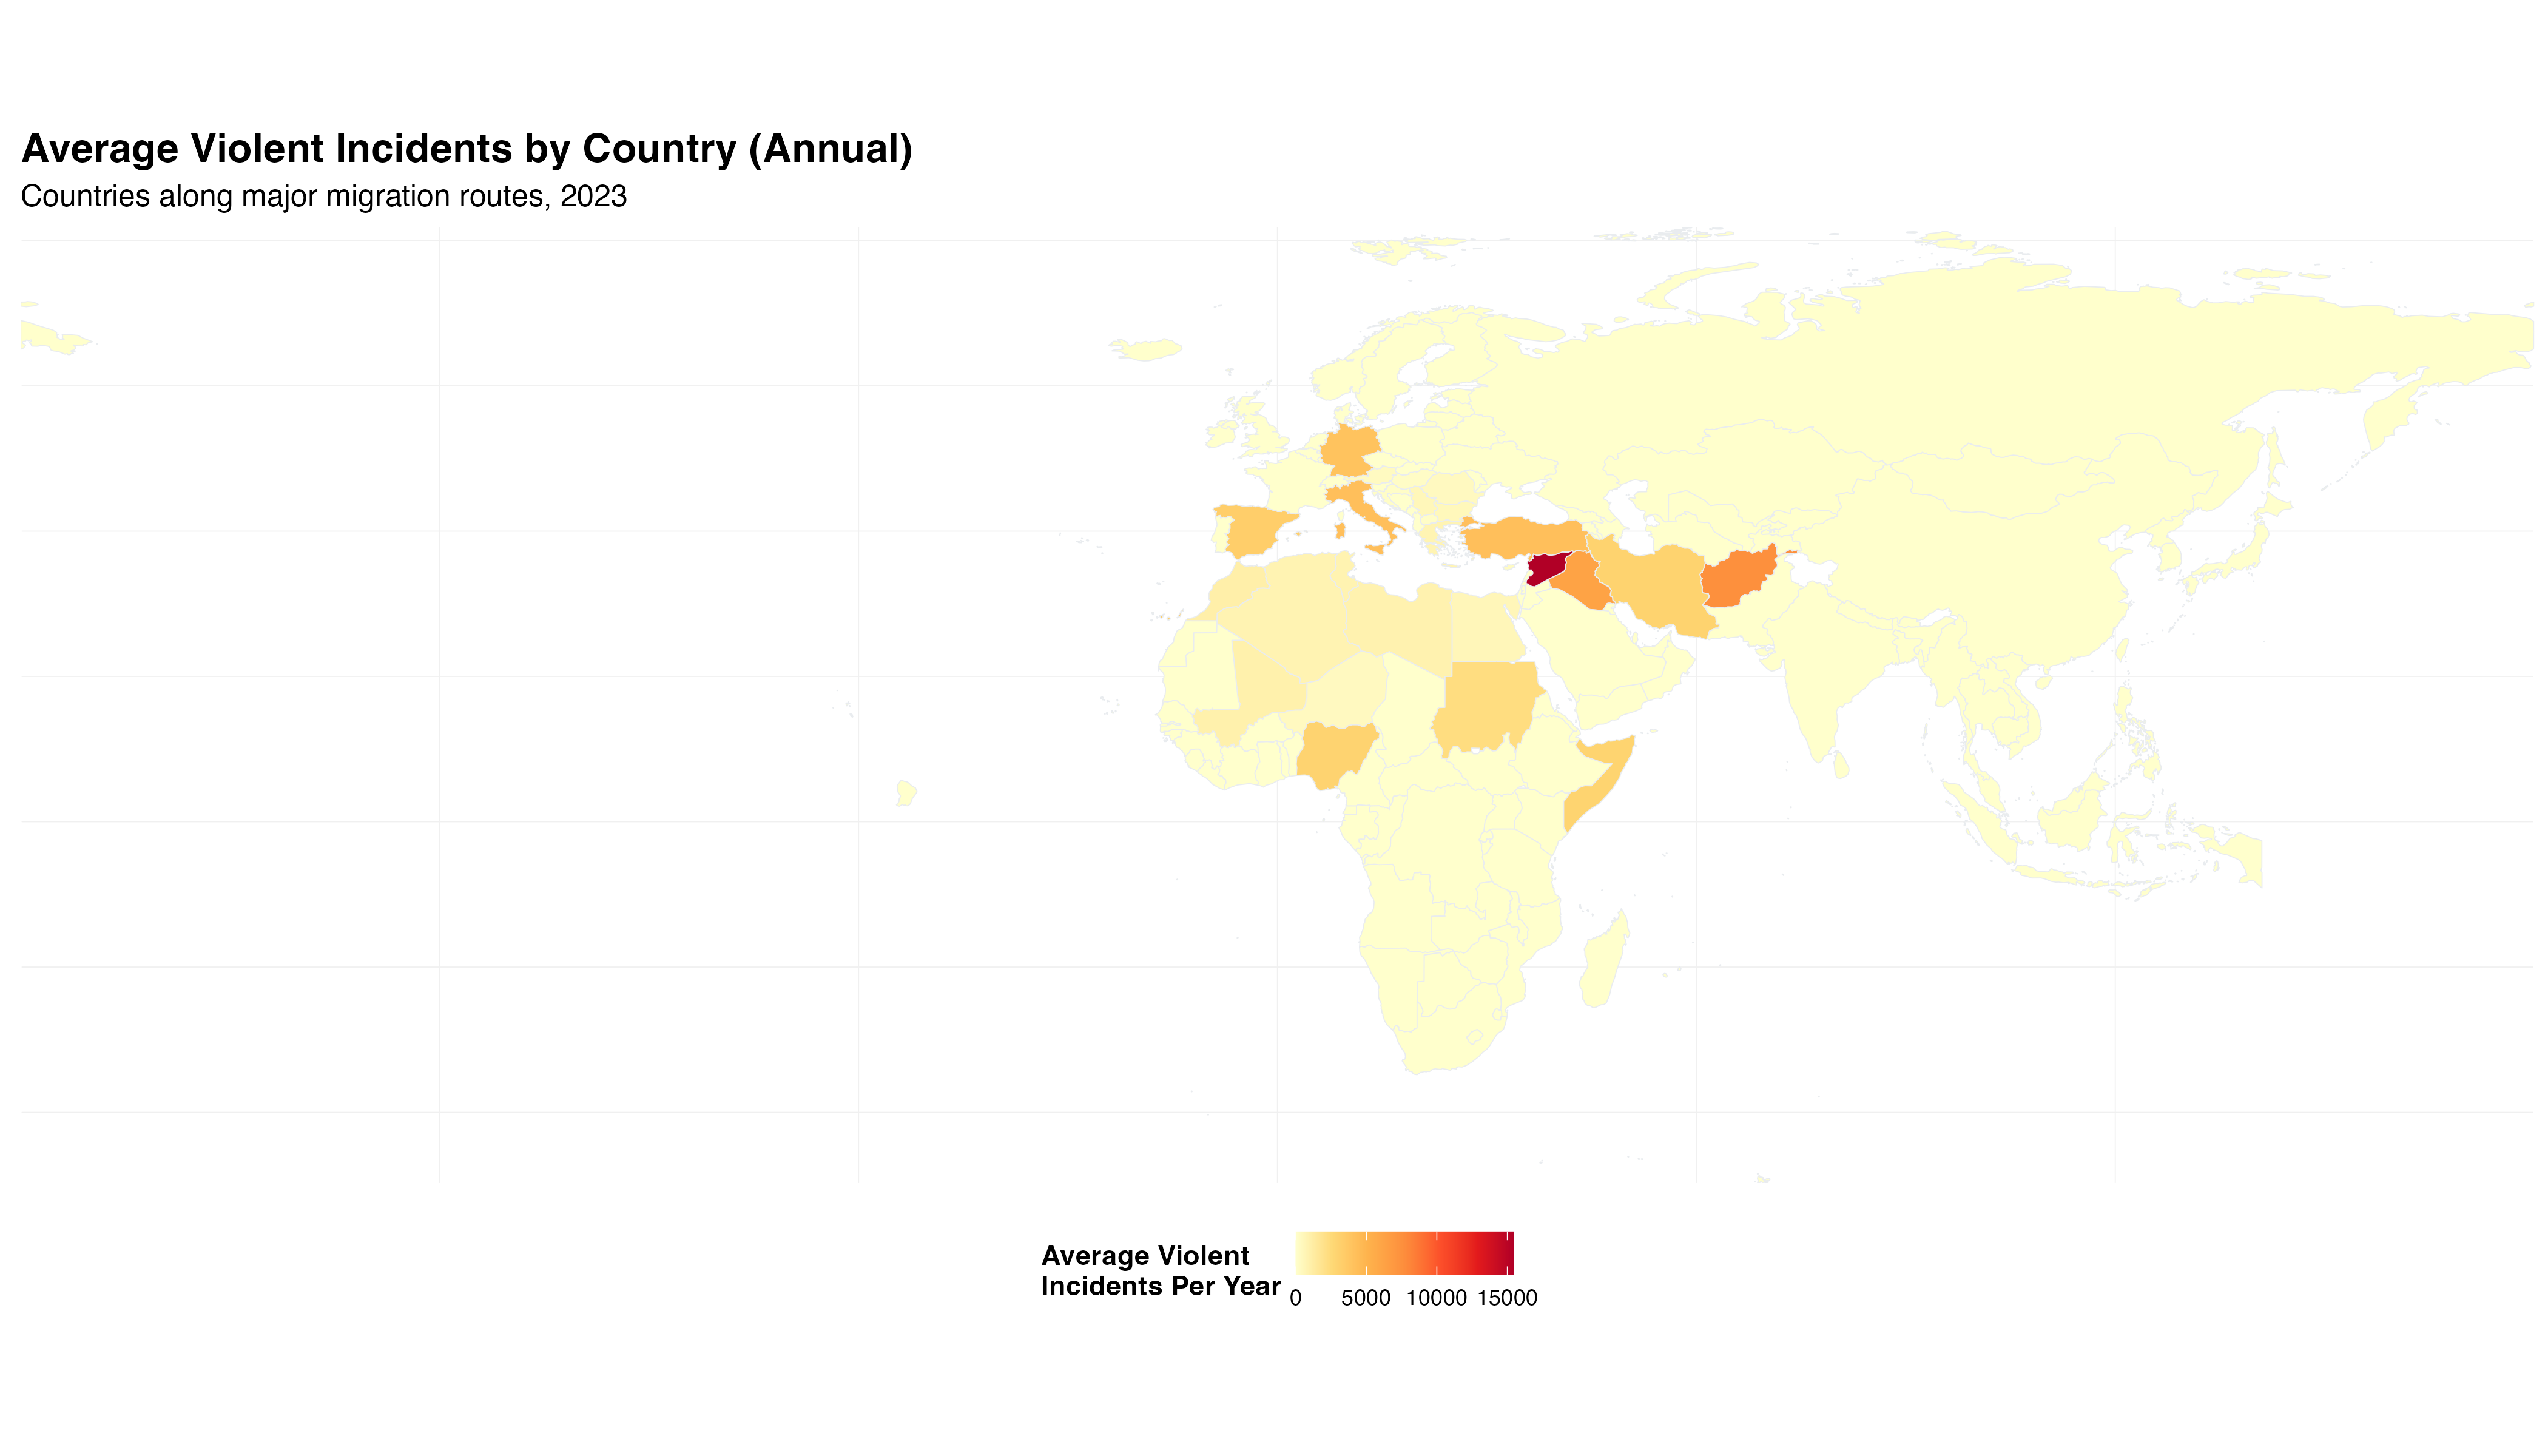 Average Violent Incidents by Country (Annual)
Countries along major migration routes, 2023
Average Violent
Incidents Per Year
0 5000 10000 15000